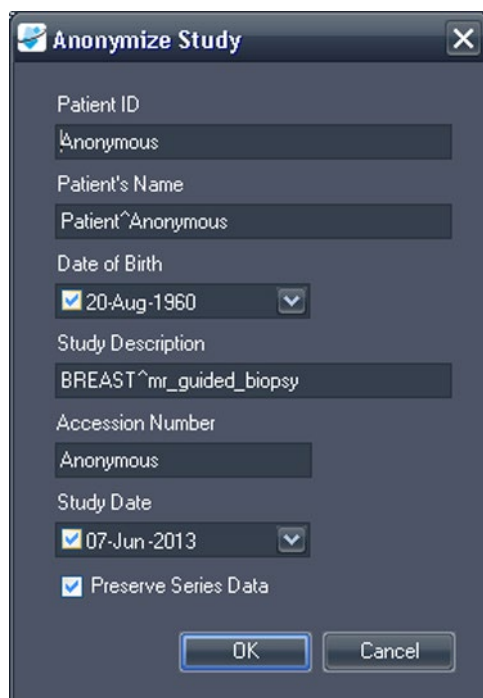 Anonymize Study
Patient ID
Anonymous
Patient's Name
Patient^Anonymous
Date of Birth
20-Aug-1960
Study Description
BREAST^mr_guided_biopsy
Accession Number
Anonymous
Study Date
07-Jun-2013
Preserve Series Data
OK Cancel